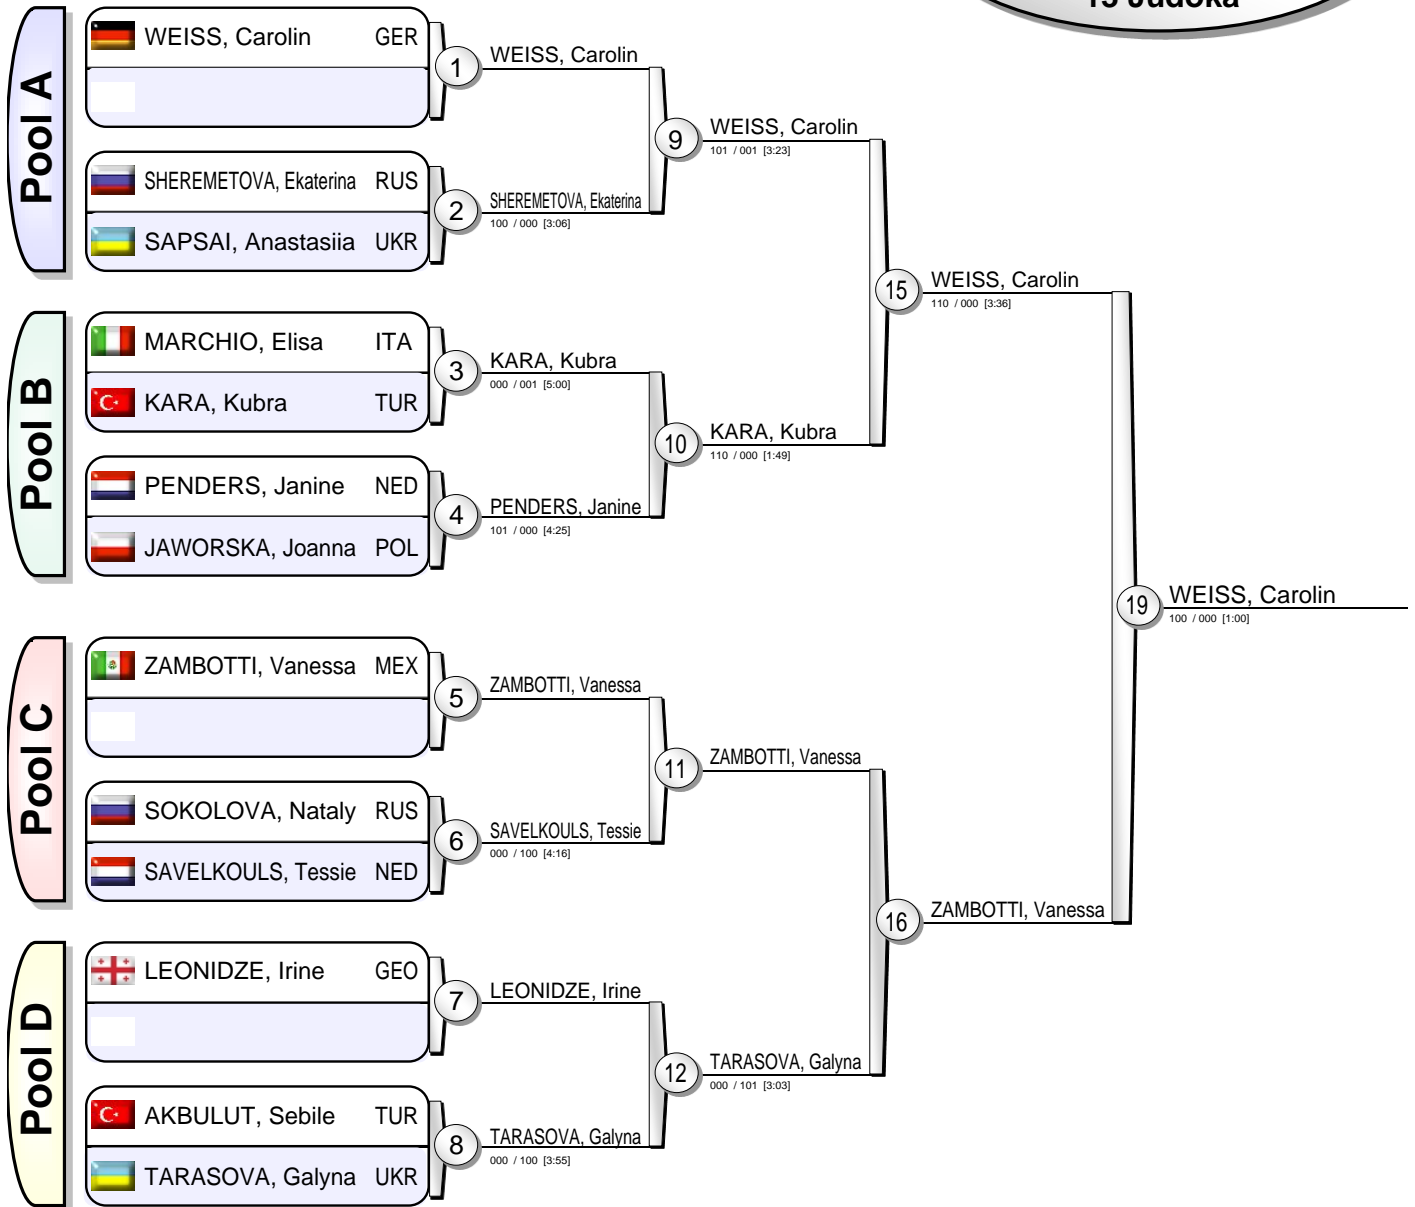 13 Judoka
Pool A
WEISS, Carolin GER
SHEREMETOVA, Ekaterina RUS
SAPSAI, Anastasiia UKR
Pool B
MARCHIO, Elisa ITA
KARA, Kubra TUR
PENDERS, Janine NED
JAWORSKA, Joanna POL
Pool C
ZAMBOTTI, Vanessa MEX
SOKOLOVA, Nataly RUS
SAVELKOULS, Tessie NED
Pool D
LEONIDZE, Irine GEO
AKBULUT, Sebile TUR
TARASOVA, Galyna UKR
1
WEISS, Carolin
2
SHEREMETOVA, Ekaterina
100 / 000 [3:06]
3
KARA, Kubra
000 / 001 [5:00]
4
PENDERS, Janine
101 / 000 [4:25]
5
ZAMBOTTI, Vanessa
6
SAVELKOULS, Tessie
000 / 100 [4:16]
7
LEONIDZE, Irine
8
TARASOVA, Galyna
000 / 100 [3:55]
9
WEISS, Carolin
101 / 001 [3:23]
10
KARA, Kubra
110 / 000 [1:49]
11
ZAMBOTTI, Vanessa
12
TARASOVA, Galyna
000 / 101 [3:03]
15
WEISS, Carolin
110 / 000 [3:36]
16
ZAMBOTTI, Vanessa
19
WEISS, Carolin
100 / 000 [1:00]